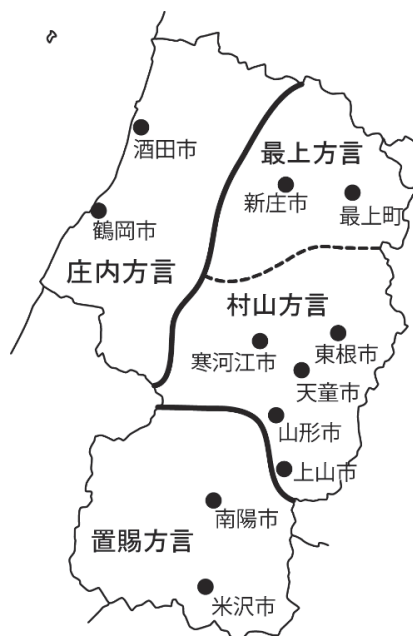 酒田市
最上方言
新庄市
最上町
鶴岡市
庄内方言
村山方言
寒河江市
東根市
天童市
山形市
上山市
南陽市
置賜方言
米沢市